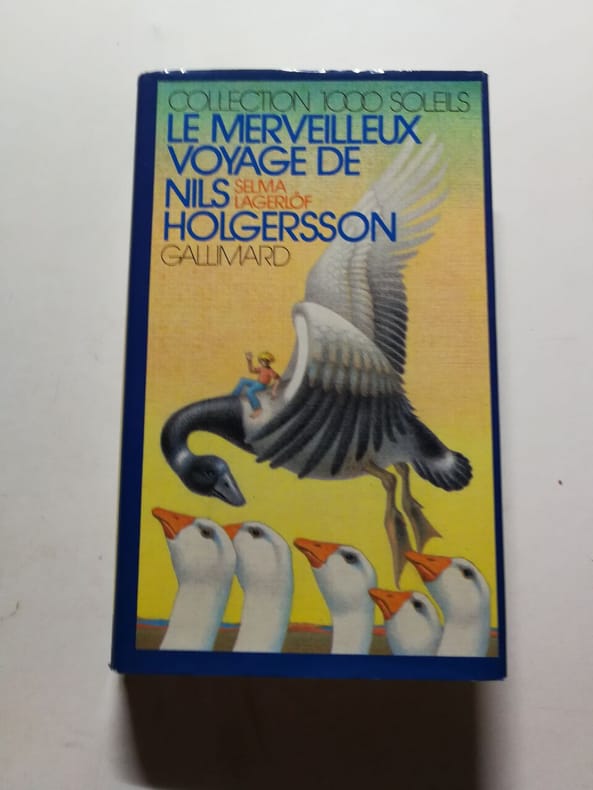 COLLECTION 1000 SOLEILS
LE MERVEILLEUX
VOYAGE DE
NILS SELMA
LAGERLÖF
HOLGERSSON
GALLIMARD